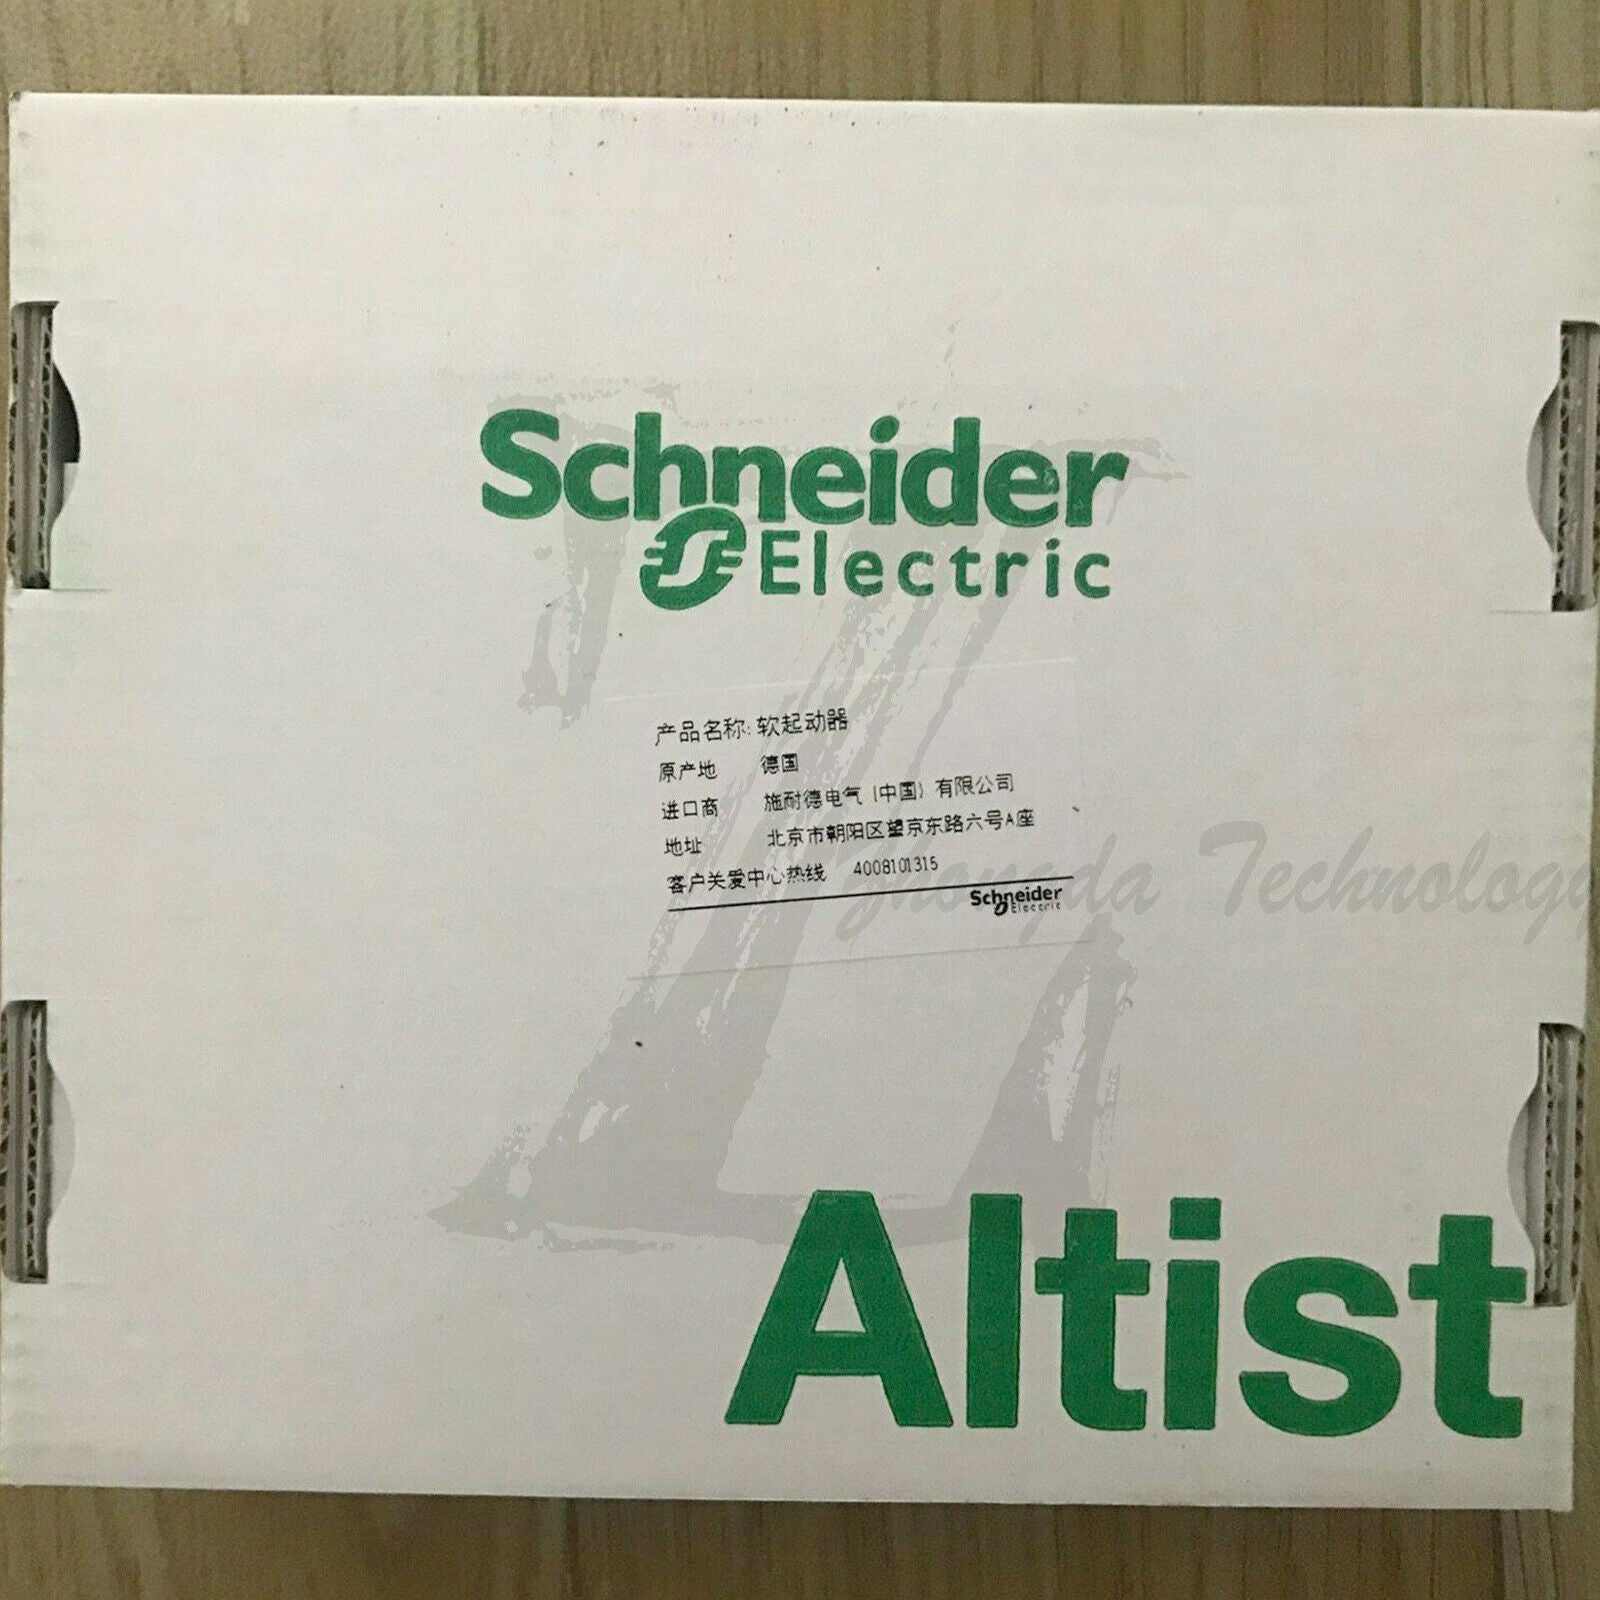 Schneider
Electric
产品名称: 软起动器
原产地 德国
进口商 施耐德电气 (中国) 有限公司
地址 北京市朝阳区望京东路六号A座
客户关爱中心热线 4008101315
Schneider
Electric
Zhongda Technology
Altist